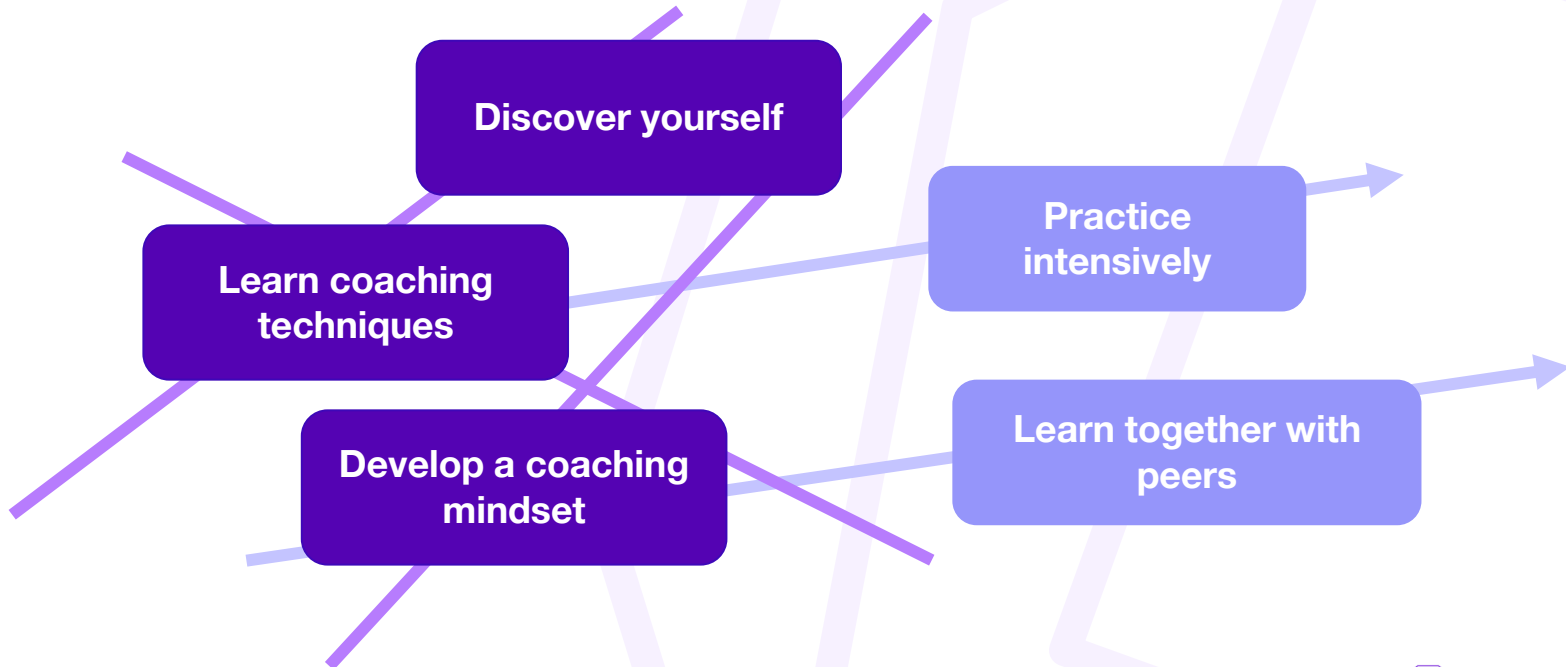 Discover yourself
Learn coaching
techniques
Develop a coaching
mindset
Practice
intensively
Learn together with
peers